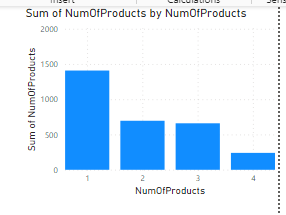 Insert Calculations
Sum of NumOfProducts by NumOfProducts
2000
1500
1000
500
0
Sum of NumOfProducts
1 2 3 4
NumOfProducts